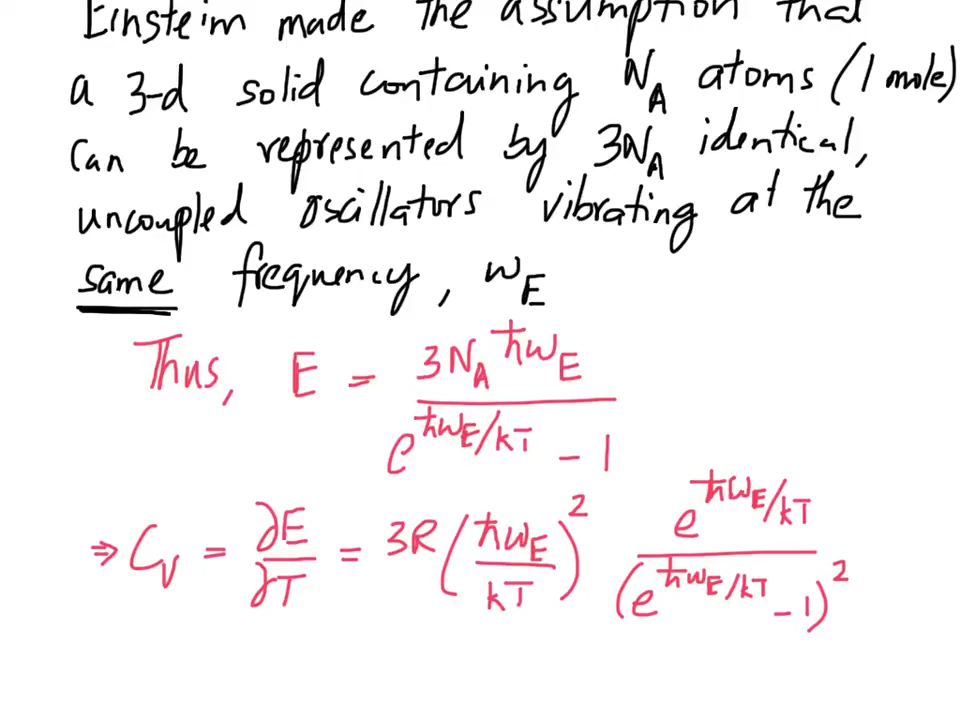 Einstein made the assumption that
a 3-d solid containing N_A atoms (1 mole)
can be represented by 3N_A identical,
uncoupled oscillators vibrating at the
same frequency, ω_E
Thus, E = 3N_A ħω_E / (e^{ħω_E/kT} - 1)
⇒ C_V = ∂E/∂T = 3R (ħω_E/kT)^2 e^{ħω_E/kT} / (e^{ħω_E/kT} - 1)^2